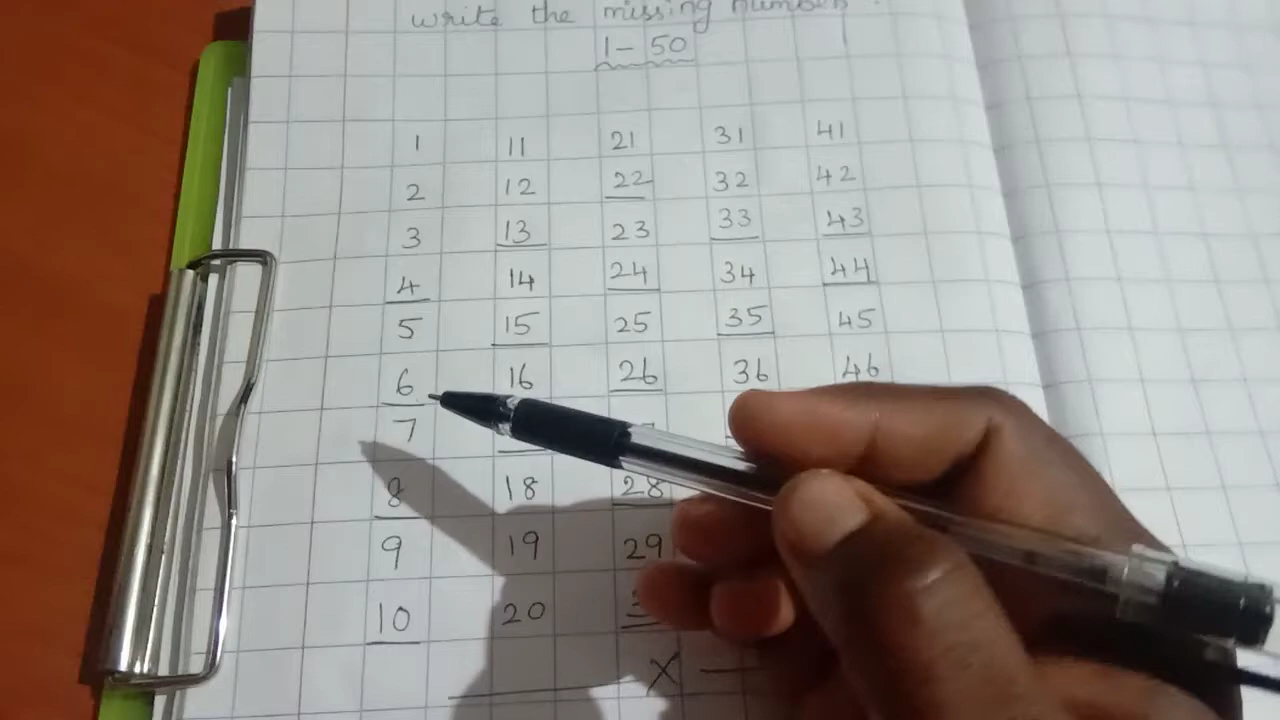 write the missing number
1 - 50
1 11 21 31 41
2 12 22 32 42
3 13 23 33 43
4 14 24 34 44
5 15 25 35 45
6 16 26 36 46
7
8 18 28
9 19 29
10 20
X